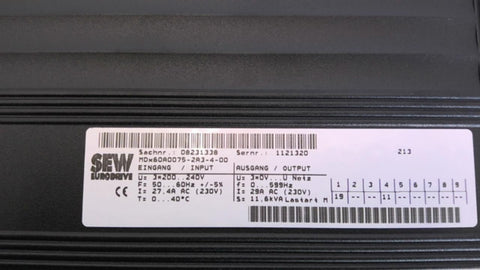 Sachnr.: 08231338 Sernr.: 1121320 213
MDx60A0075-2A3-4-00
SEW
EURODRIVE
EINGANG / INPUT AUSGANG / OUTPUT
U= 3*200...240V U= 3*0V...U Netz
F= 50...60Hz +/-5% f= 0...599Hz
I= 27.4A AC (230V) I= 29A AC (230V)
T= 0...40°C S= 11.6kVA Lastart M
1 2 3 4 5 6 7 8 9
19 -- -- 11 -- -- -- -- --
CE